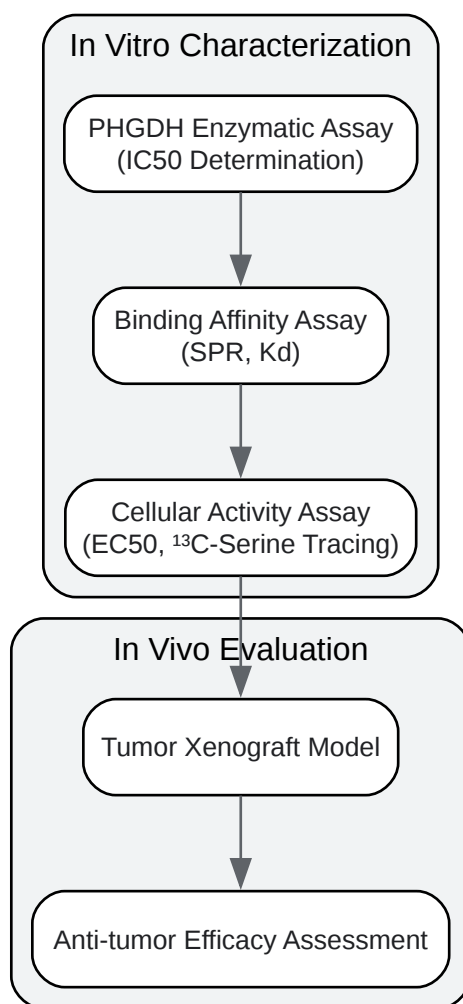 In Vitro Characterization
PHGDH Enzymatic Assay
(IC50 Determination)
Binding Affinity Assay
(SPR, Kd)
Cellular Activity Assay
(EC50, ¹³C-Serine Tracing)
In Vivo Evaluation
Tumor Xenograft Model
Anti-tumor Efficacy Assessment